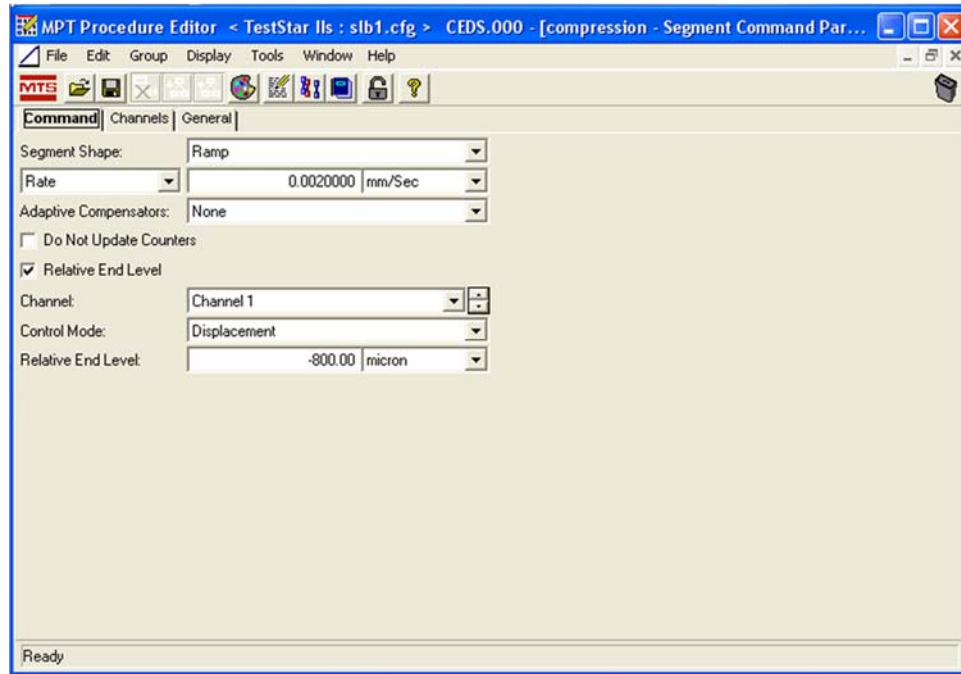 MPT Procedure Editor < TestStar IIs : slb1.cfg > CEDS.000 - [compression - Segment Command Par...
File Edit Group Display Tools Window Help
MTS
Command Channels General
Segment Shape: Ramp
Rate 0.0020000 mm/Sec
Adaptive Compensators: None
Do Not Update Counters
Relative End Level
Channel: Channel 1
Control Mode: Displacement
Relative End Level: -800.00 micron
Ready